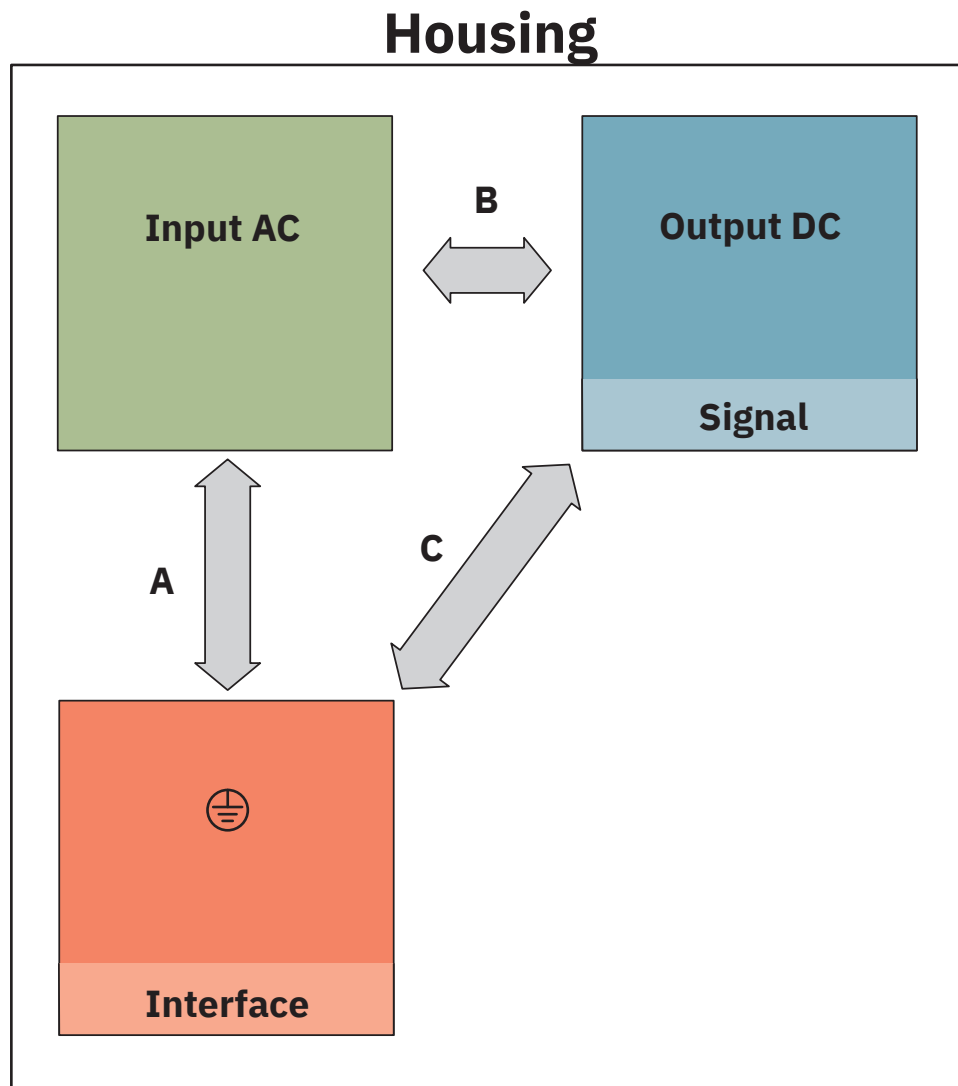 Housing
Input AC
B
Output DC
Signal
C
A
Interface